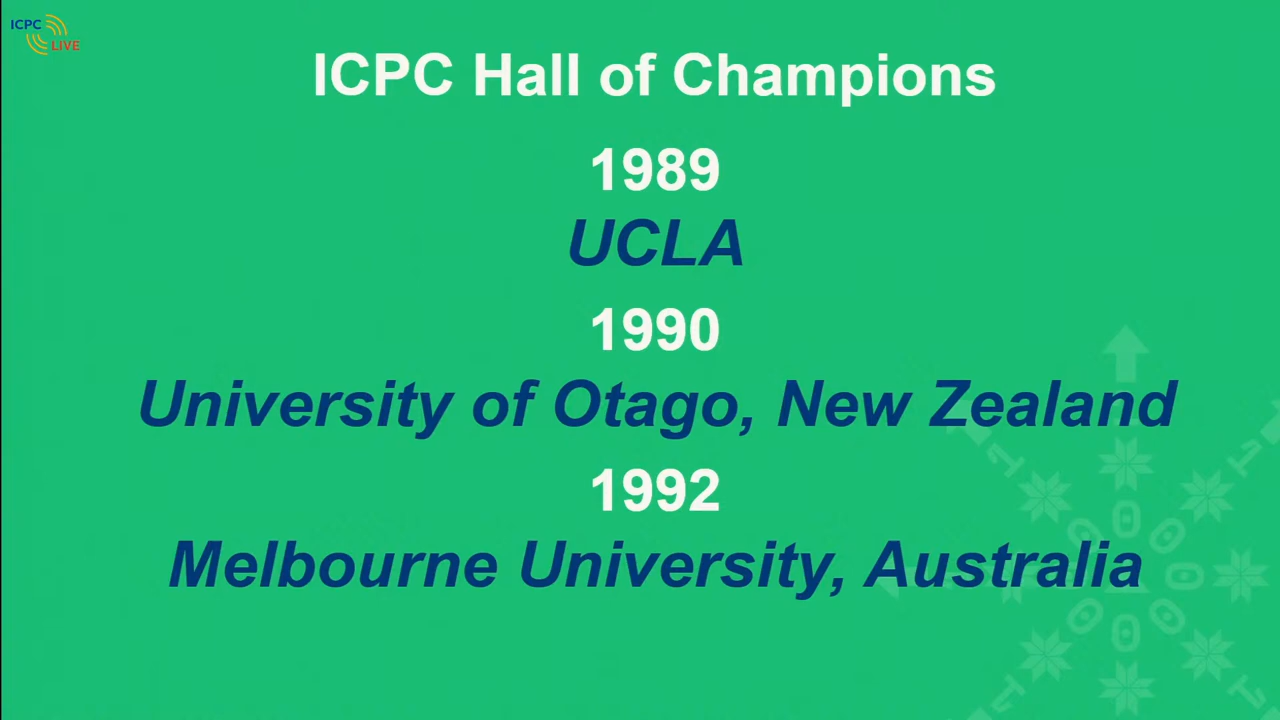 ICPC
LIVE
ICPC Hall of Champions
1989
UCLA
1990
University of Otago, New Zealand
1992
Melbourne University, Australia